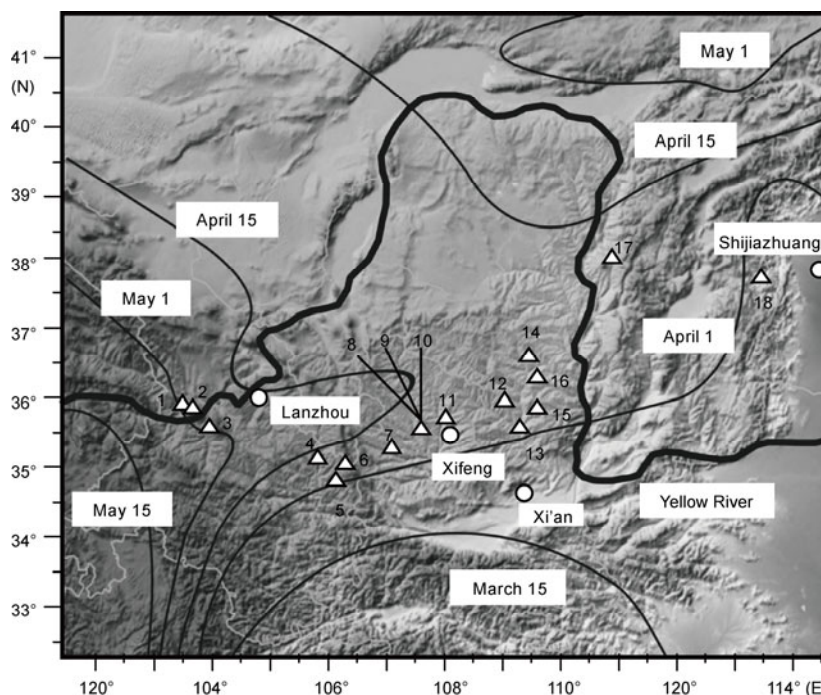 41°
(N)
40°
39°
38°
37°
36°
35°
34°
33°
May 1
April 15
April 15
Shijiazhuang
17
18
May 1
April 1
10
9
8
14
16
1
2
3
Lanzhou
11
12
15
4
6
7
13
5
Xifeng
May 15
Xi'an
Yellow River
March 15
120°
104°
106°
108°
110°
112°
114° (E